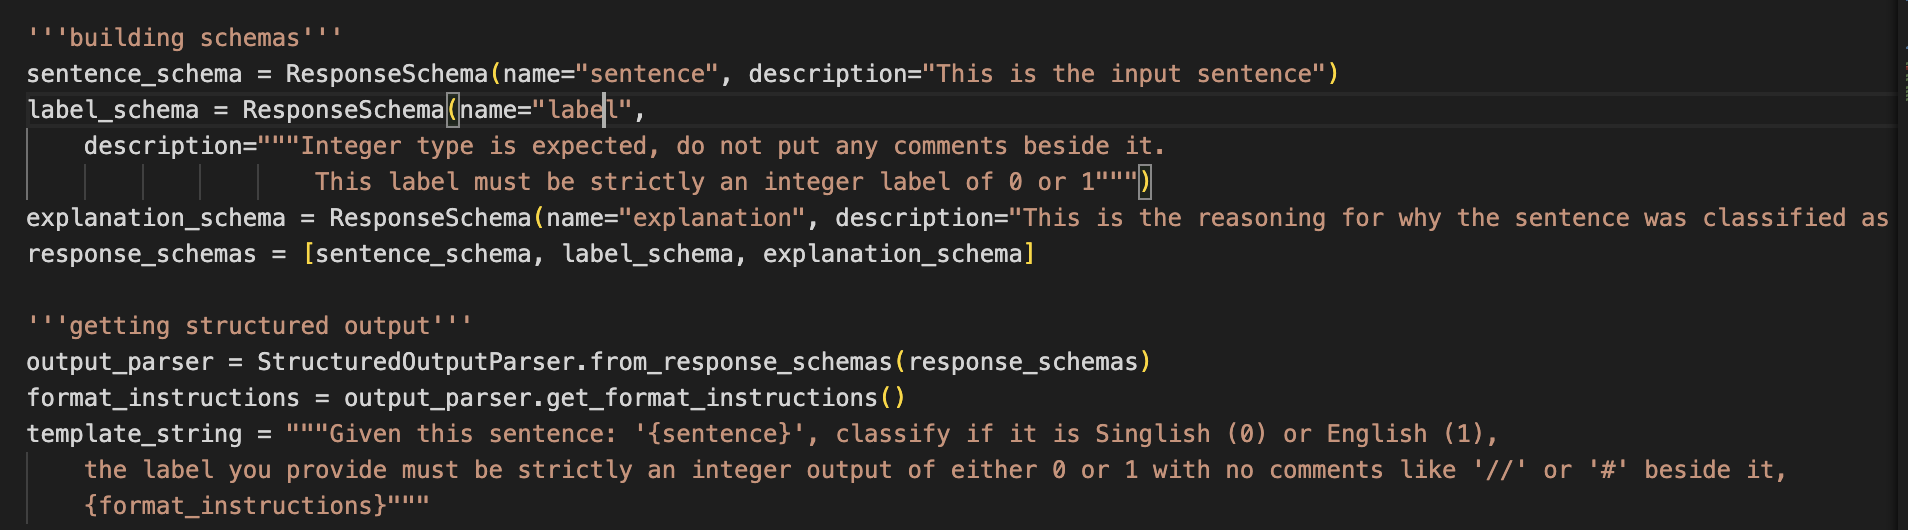 '''building schemas'''
sentence_schema = ResponseSchema(name="sentence", description="This is the input sentence")
label_schema = ResponseSchema(name="label",
    description="""Integer type is expected, do not put any comments beside it.
                    This label must be strictly an integer label of 0 or 1""")
explanation_schema = ResponseSchema(name="explanation", description="This is the reasoning for why the sentence was classified as
response_schemas = [sentence_schema, label_schema, explanation_schema]

'''getting structured output'''
output_parser = StructuredOutputParser.from_response_schemas(response_schemas)
format_instructions = output_parser.get_format_instructions()
template_string = """Given this sentence: '{sentence}', classify if it is Singlish (0) or English (1),
    the label you provide must be strictly an integer output of either 0 or 1 with no comments like '//' or '#' beside it,
    {format_instructions}"""